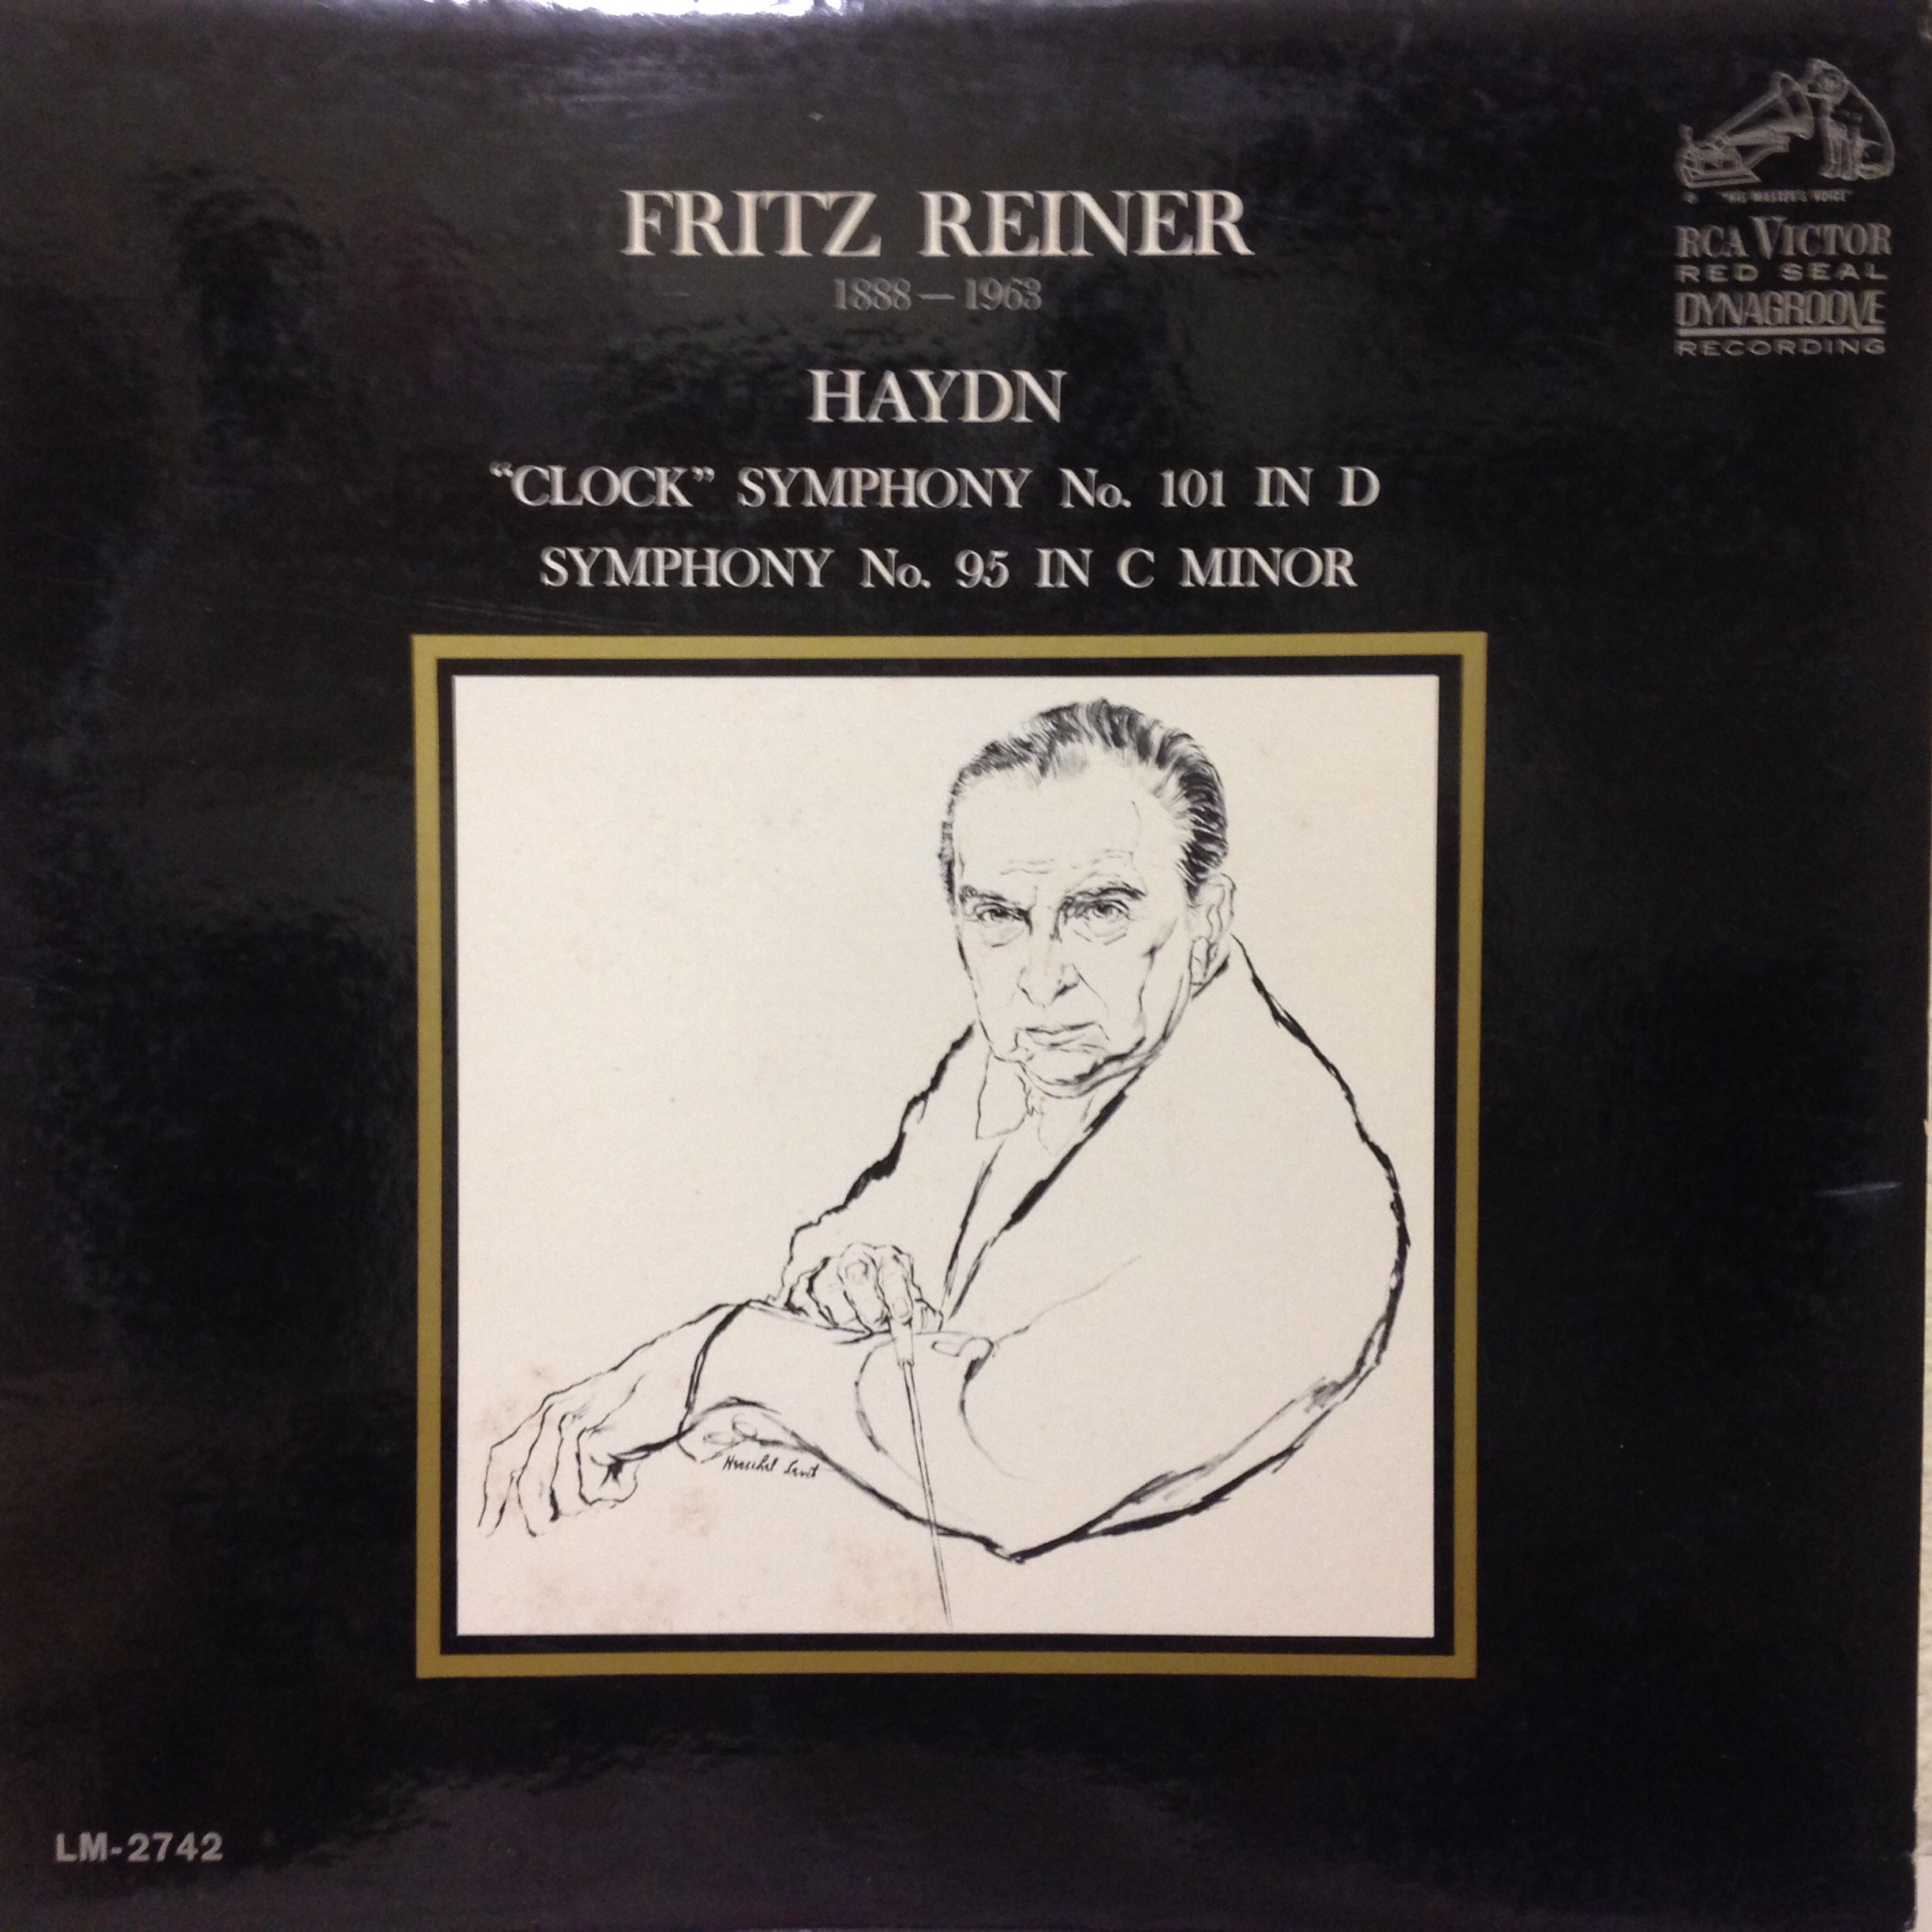 FRITZ REINER
1888 — 1963
HAYDN
“CLOCK” SYMPHONY No. 101 IN D
SYMPHONY No. 95 IN C MINOR
"HIS MASTER'S VOICE"
RCA VICTOR
RED SEAL
DYNAGROOVE
RECORDING
Herschel Levit
LM-2742